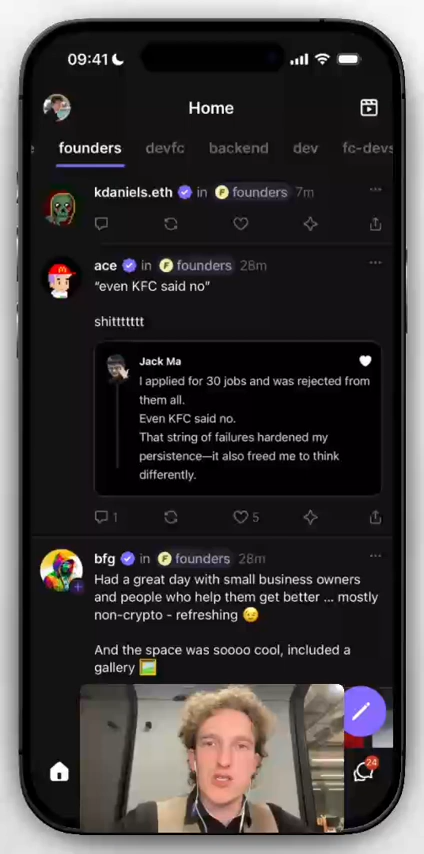 09:41
Home
founders devfc backend dev fc-devs
kdaniels.eth in F founders 7m
ace in F founders 28m
“even KFC said no”
shittttttt
Jack Ma
I applied for 30 jobs and was rejected from
them all.
Even KFC said no.
That string of failures hardened my
persistence—it also freed me to think
differently.
1 5
bfg in F founders 28m
Had a great day with small business owners
and people who help them get better ... mostly
non-crypto - refreshing 😉
And the space was soooo cool, included a
gallery 🖼️
24